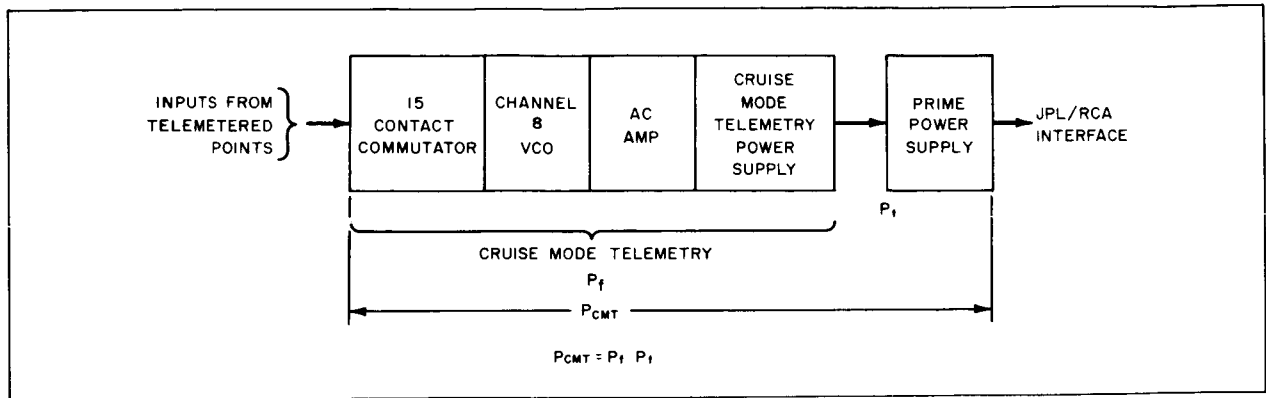 INPUTS FROM
TELEMETERED
POINTS
15
CONTACT
COMMUTATOR
CHANNEL
8
VCO
AC
AMP
CRUISE
MODE
TELEMETRY
POWER
SUPPLY
PRIME
POWER
SUPPLY
JPL/RCA
INTERFACE
Pt
CRUISE MODE TELEMETRY
Pf
PCMT
PCMT = Pf Pt